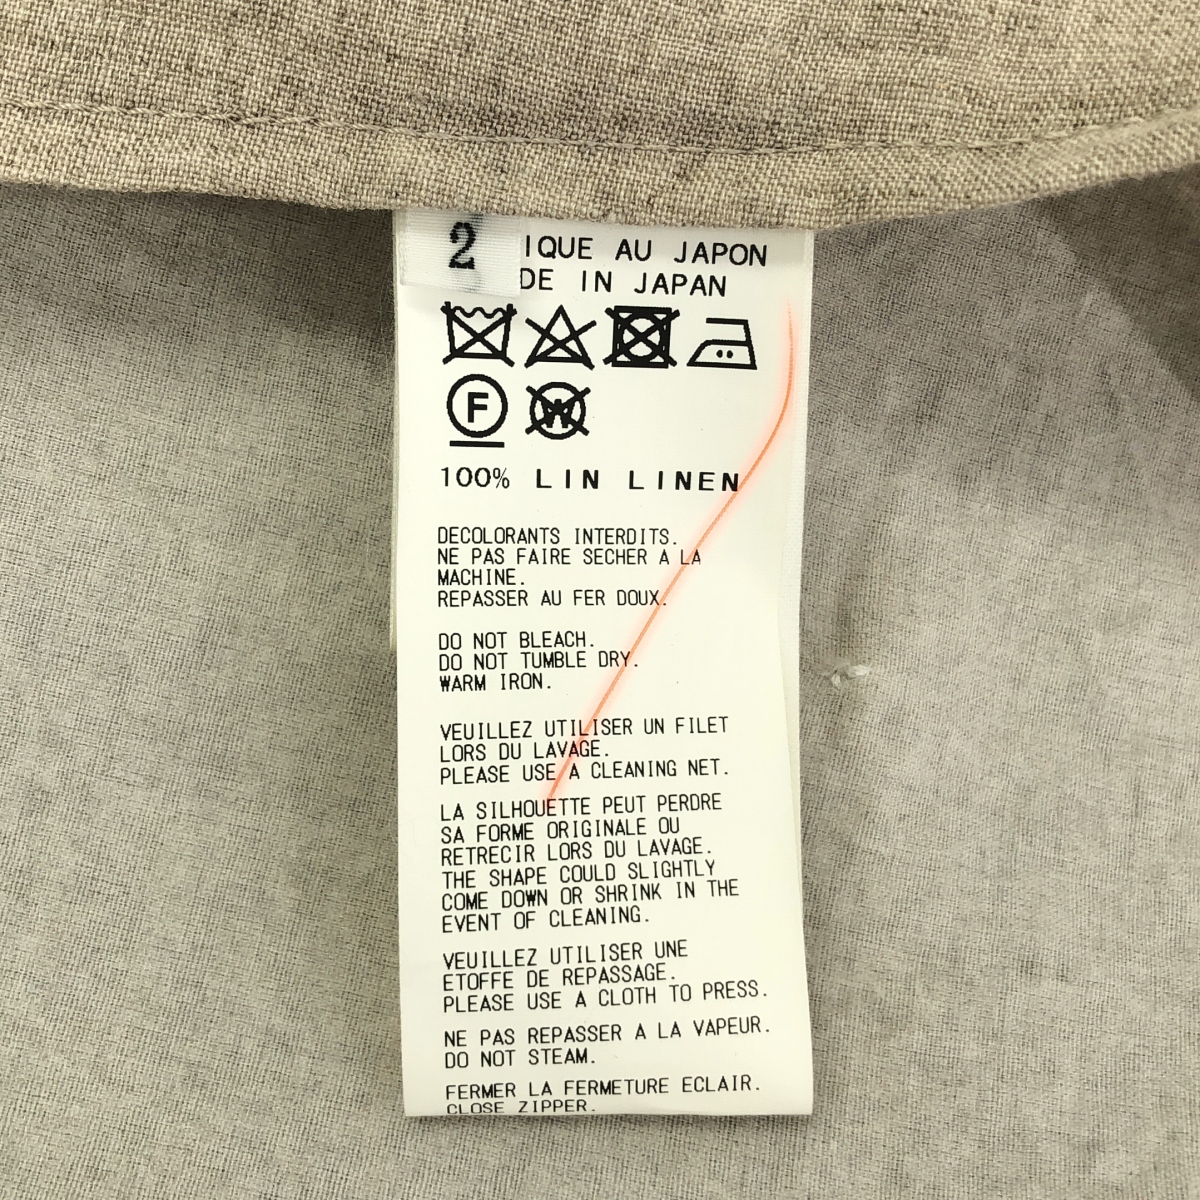 2
IQUE AU JAPON
DE IN JAPAN
F
W
100% LIN LINEN
DECOLORANTS INTERDITS.
NE PAS FAIRE SECHER A LA
MACHINE.
REPASSER AU FER DOUX.
DO NOT BLEACH.
DO NOT TUMBLE DRY.
WARM IRON.
VEUILLEZ UTILISER UN FILET
LORS DU LAVAGE.
PLEASE USE A CLEANING NET.
LA SILHOUETTE PEUT PERDRE
SA FORME ORIGINALE OU
RETRECIR LORS DU LAVAGE.
THE SHAPE COULD SLIGHTLY
COME DOWN OR SHRINK IN THE
EVENT OF CLEANING.
VEUILLEZ UTILISER UNE
ETOFFE DE REPASSAGE.
PLEASE USE A CLOTH TO PRESS.
NE PAS REPASSER A LA VAPEUR.
DO NOT STEAM.
FERMER LA FERMETURE ECLAIR.
CLOSE ZIPPER.